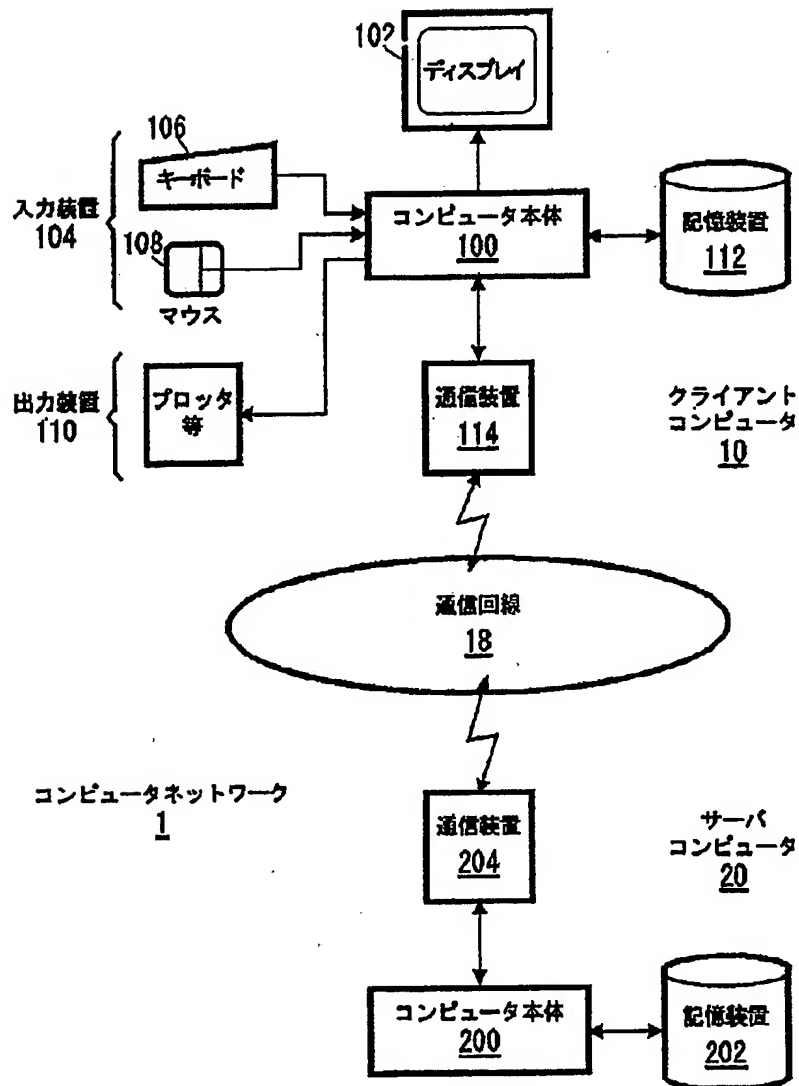 102
ディスプレイ
106
キーボード
入力装置
104
108
マウス
コンピュータ本体
100
記憶装置
112
出力装置
110
プロッタ
等
通信装置
114
クライアント
コンピュータ
10
通信回線
18
コンピュータネットワーク
1
通信装置
204
サーバ
コンピュータ
20
コンピュータ本体
200
記憶装置
202